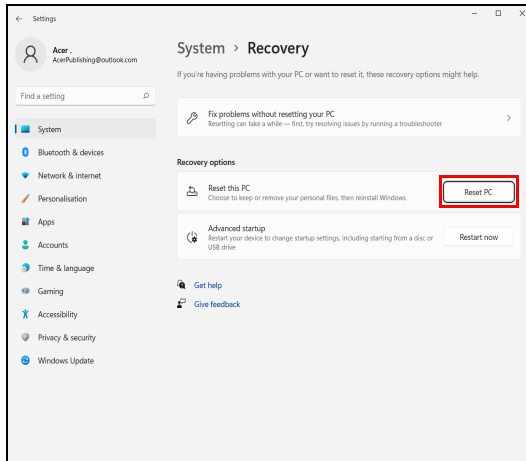 Settings
Acer .
AcerPublishing@outlook.com
Find a setting
System
Bluetooth & devices
Network & internet
Personalisation
Apps
Accounts
Time & language
Gaming
Accessibility
Privacy & security
Windows Update
System > Recovery
If you're having problems with your PC or want to reset it, these recovery options might help.
Fix problems without resetting your PC
Resetting can take a while — first, try resolving issues by running a troubleshooter
Recovery options
Reset this PC
Choose to keep or remove your personal files, then reinstall Windows
Reset PC
Advanced startup
Restart your device to change startup settings, including starting from a disc or
USB drive
Restart now
Get help
Give feedback